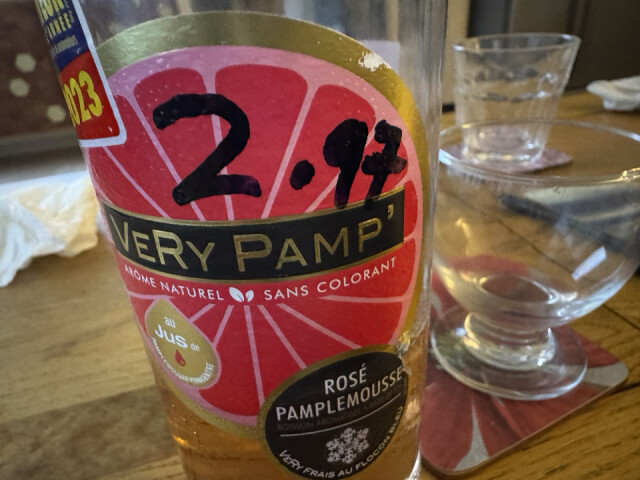 2023
2.97
VERY PAMP'
ARÔME NATUREL SANS COLORANT
au
Jus de
ROSÉ
PAMPLEMOUSSE
VERY FRAIS AU FLOCON BLEU